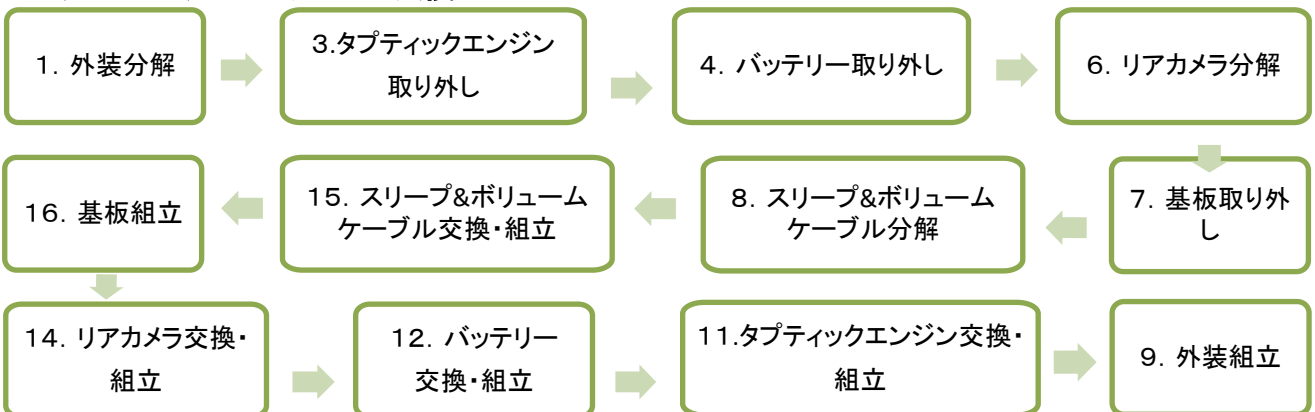 1. 外装分解
3.タプティックエンジン
取り外し
4. バッテリー取り外し
6. リアカメラ分解
7. 基板取り外
し
8. スリープ&ボリューム
ケーブル分解
15. スリープ&ボリューム
ケーブル交換・組立
16. 基板組立
14. リアカメラ交換・
組立
12. バッテリー
交換・組立
11.タプティックエンジン交換・
組立
9. 外装組立